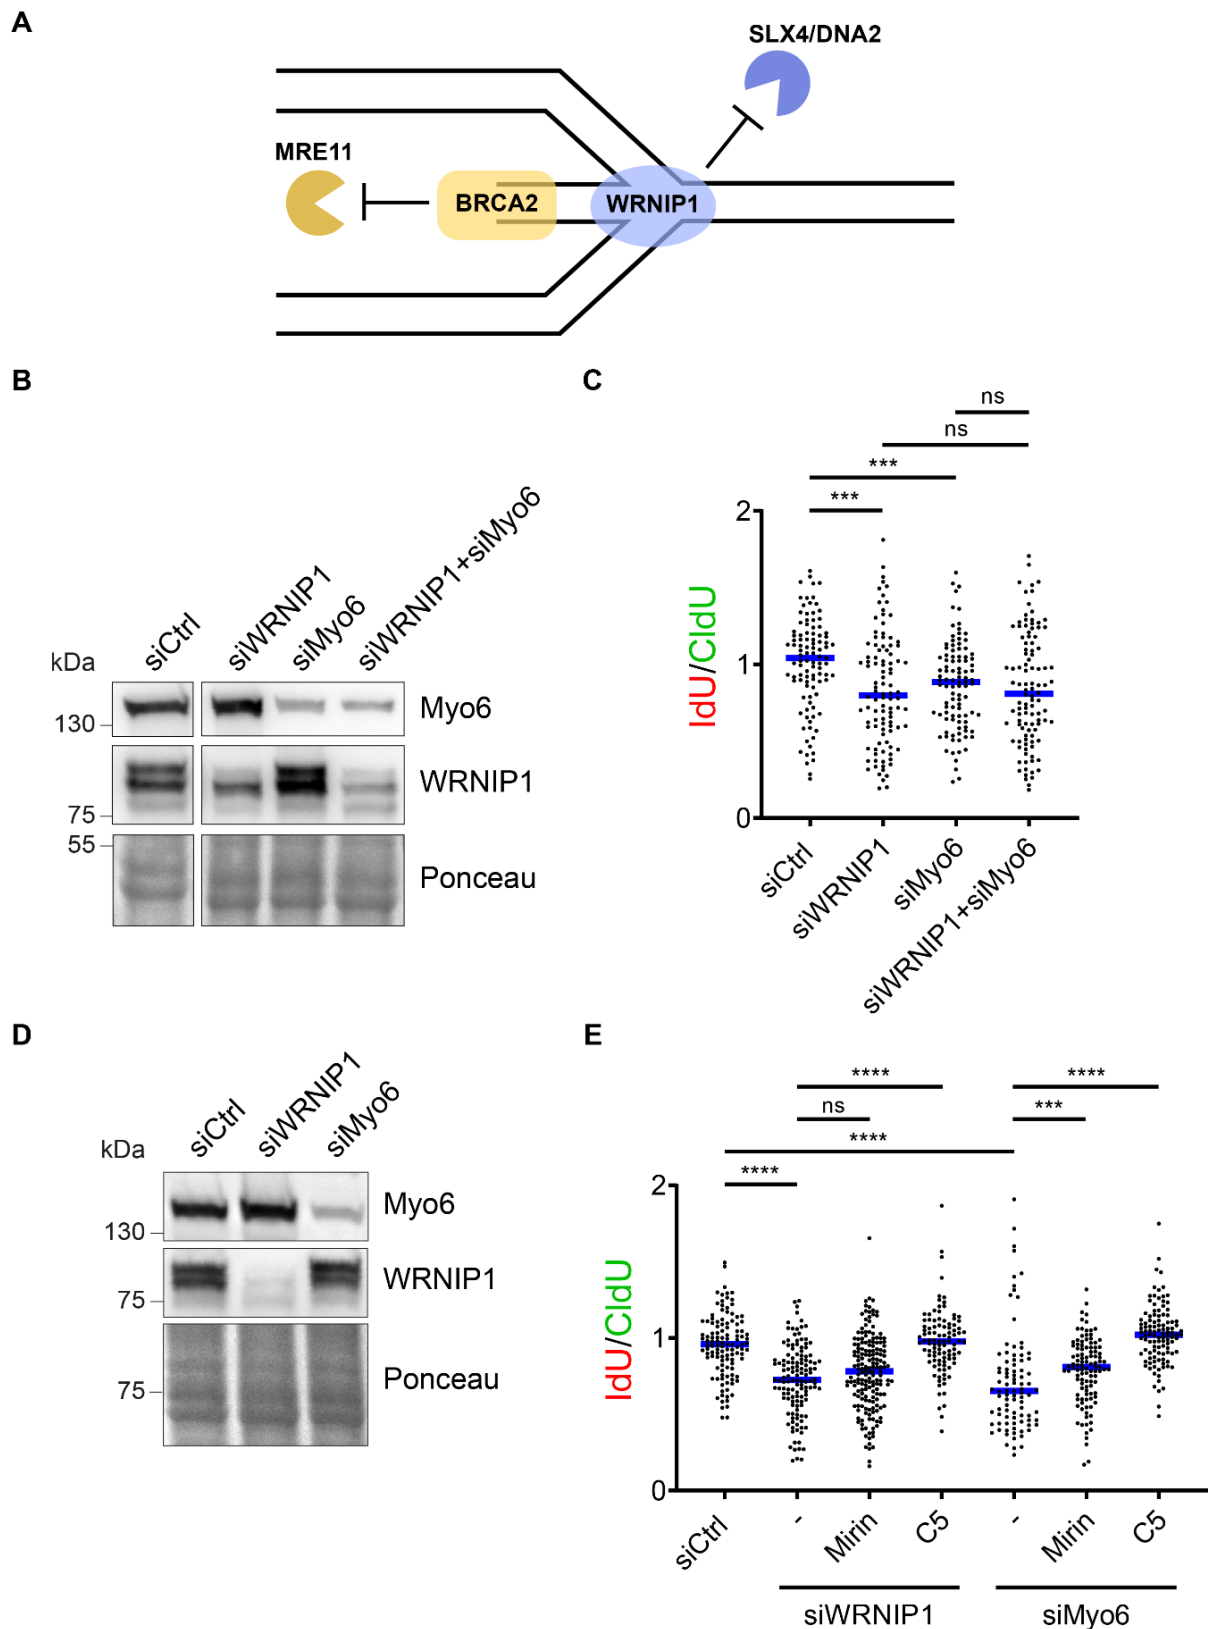 A
SLX4/DNA2
MRE11
BRCA2
WRNIP1
B
siCtrl
siWRNIP1
siMyo6
siWRNIP1+siMyo6
kDa
130
Myo6
WRNIP1
75
55
Ponceau
C
ns
ns
***
***
2
1
0
IdU/CldU
siCtrl
siWRNIP1
siMyo6
siWRNIP1+siMyo6
D
siCtrl
siWRNIP1
siMyo6
kDa
Myo6
130
WRNIP1
75
Ponceau
75
E
**** ****
ns ***
****
****
2
1
0
IdU/CldU
siCtrl - Mirin C5 - Mirin C5
siWRNIP1 siMyo6